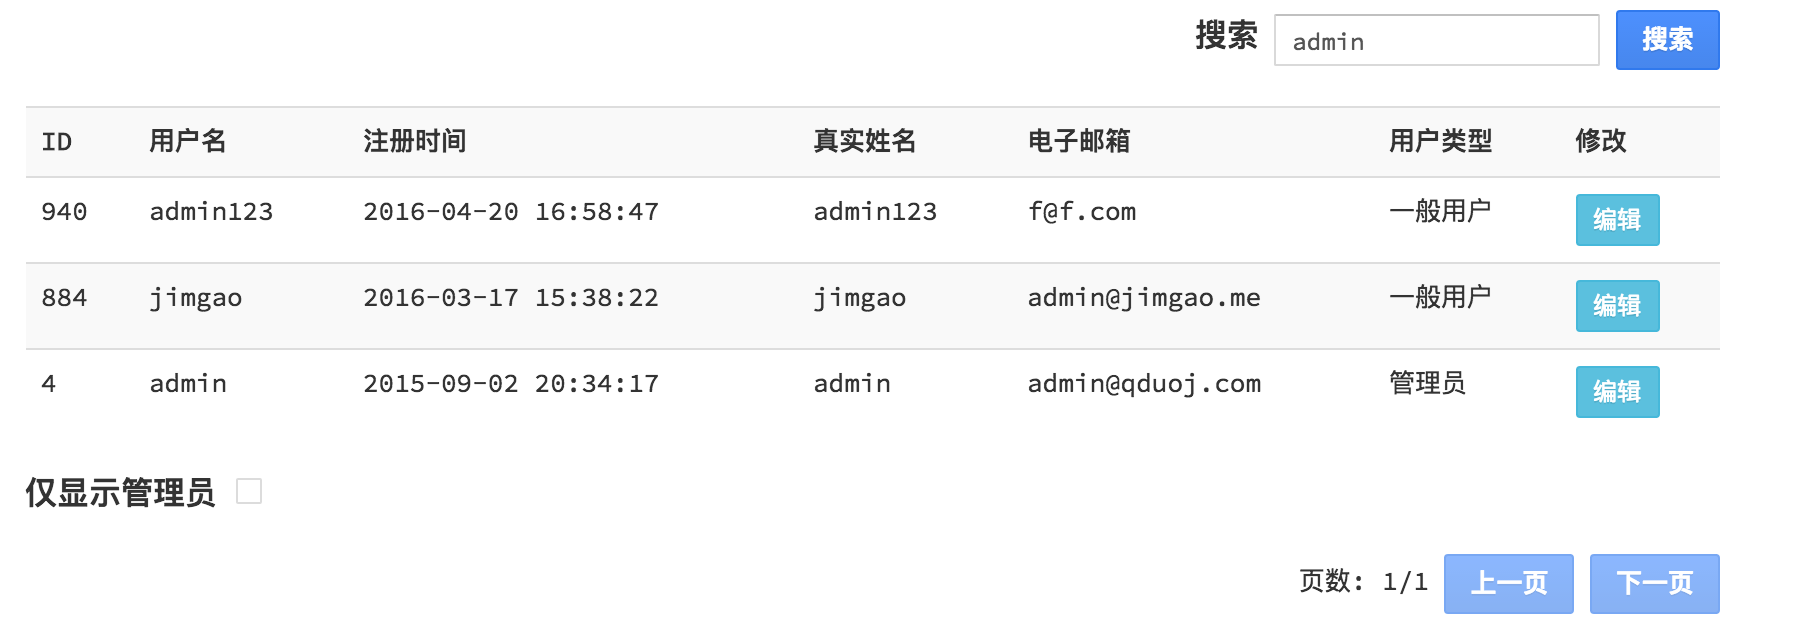 搜索 admin 搜索
ID 用户名 注册时间 真实姓名 电子邮箱 用户类型 修改
940 admin123 2016-04-20 16:58:47 admin123 f@f.com 一般用户 编辑
884 jimgao 2016-03-17 15:38:22 jimgao admin@jimgao.me 一般用户 编辑
4 admin 2015-09-02 20:34:17 admin admin@qduoj.com 管理员 编辑
仅显示管理员
页数: 1/1 上一页 下一页